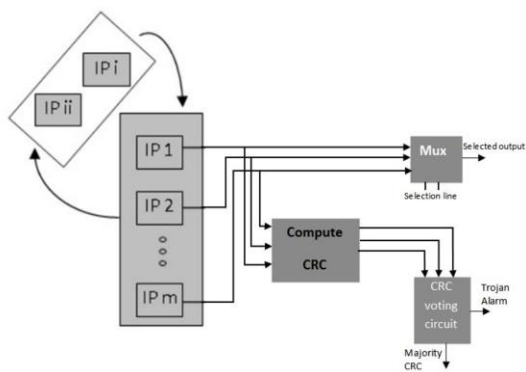 IP i
IP ii
IP 1
IP 2
IP m
Mux
Selected output
Selection line
Compute
CRC
CRC
voting
circuit
Trojan
Alarm
Majority
CRC